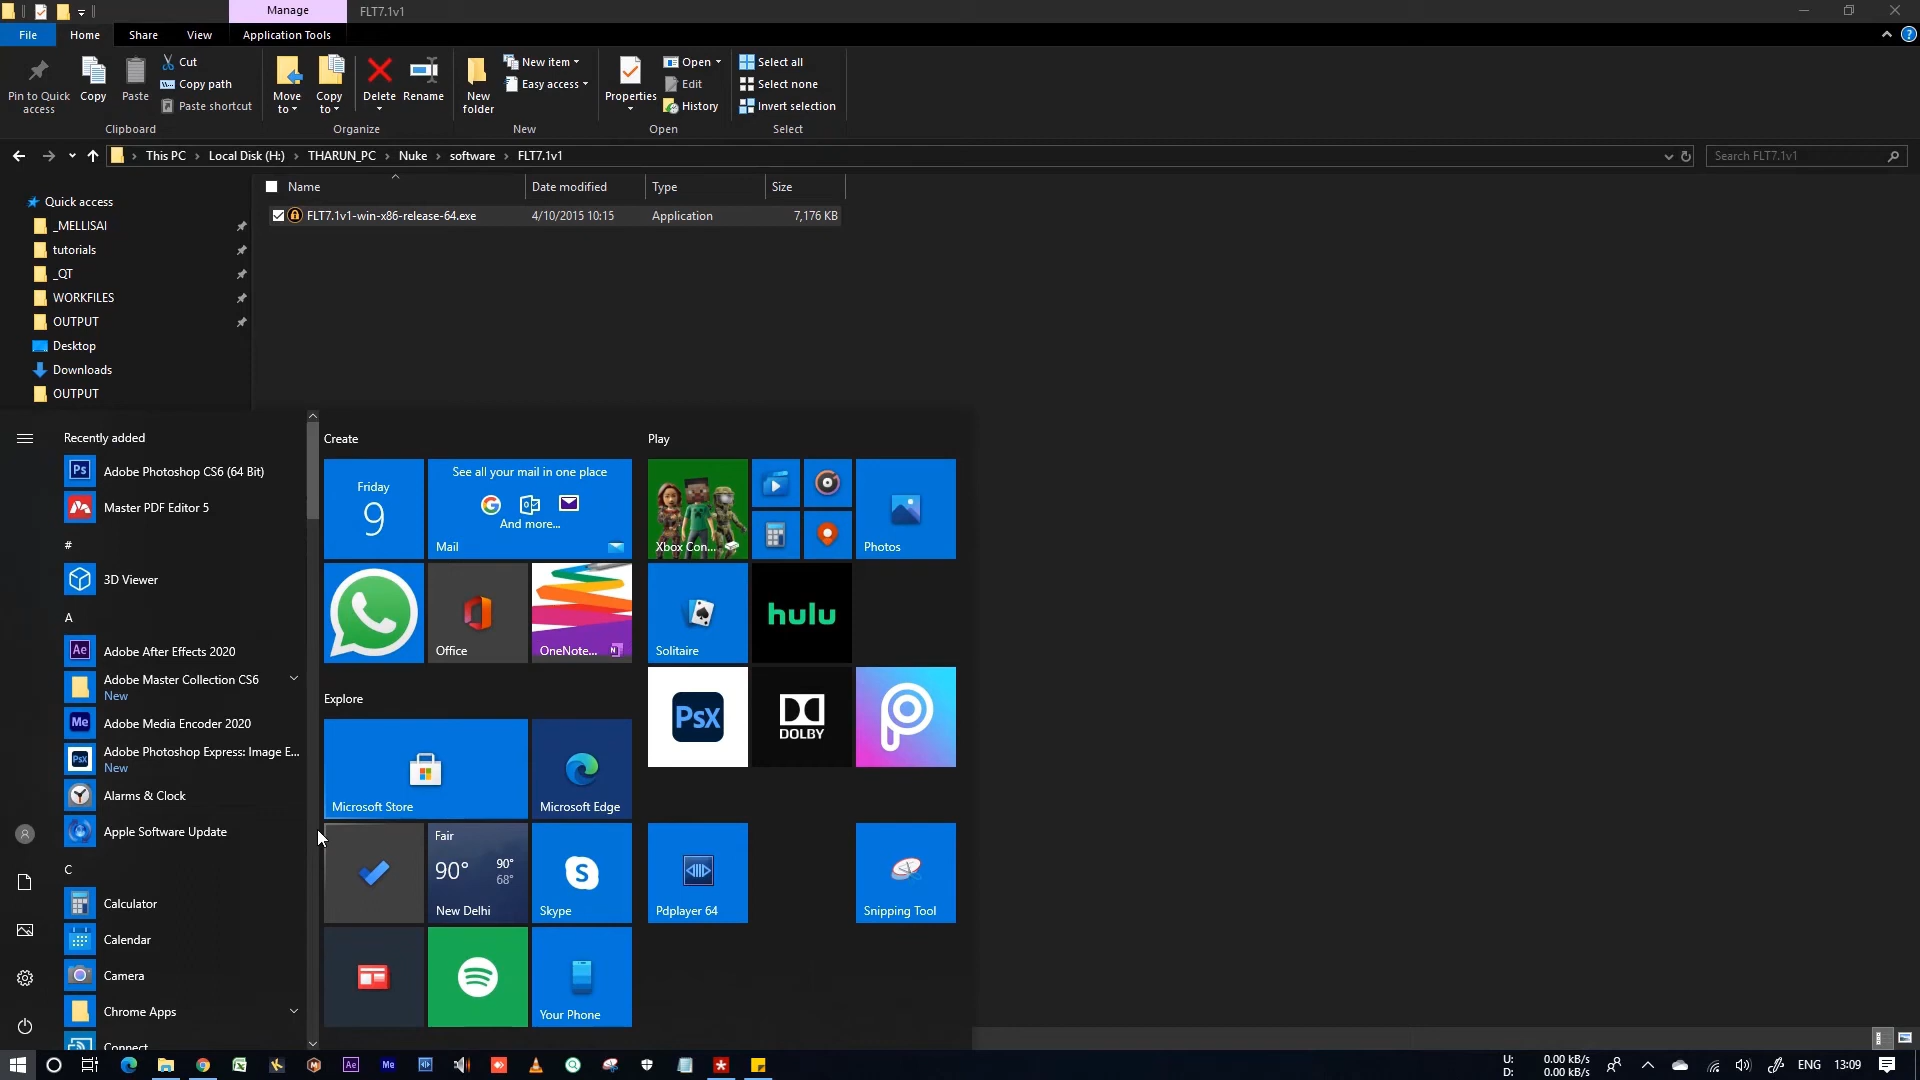 Manage
FLT7.1v1
File
Home
Share
View
Application Tools
Pin to Quick
access
Copy
Paste
Cut
Copy path
Paste shortcut
Clipboard
Move
to
Copy
to
Delete
Rename
Organize
New
folder
New item
Easy access
New
Properties
Open
Edit
History
Open
Select all
Select none
Invert selection
Select
This PC
Local Disk (H:)
THARUN_PC
Nuke
software
FLT7.1v1
Search FLT7.1v1
Name
Date modified
Type
Size
FLT7.1v1-win-x86-release-64.exe
4/10/2015 10:15
Application
7,176 KB
Quick access
_MELLISAI
tutorials
_QT
WORKFILES
OUTPUT
Desktop
Downloads
OUTPUT
Recently added
Ps
Adobe Photoshop CS6 (64 Bit)
Master PDF Editor 5
#
3D Viewer
A
Ae
Adobe After Effects 2020
Adobe Master Collection CS6
New
Me
Adobe Media Encoder 2020
PsX
Adobe Photoshop Express: Image E...
New
Alarms & Clock
Apple Software Update
C
Calculator
Calendar
Camera
Chrome Apps
Connect
Create
Friday
9
See all your mail in one place
And more...
Mail
Office
OneNote...
Explore
Microsoft Store
Microsoft Edge
Fair
90°
90°
68°
New Delhi
S
Skype
Your Phone
Play
Xbox Con...
Photos
Solitaire
hulu
PsX
DOLBY
Pdplayer 64
Snipping Tool
Ae
Me
U:
0.00 kB/s
D:
0.00 kB/s
ENG
13:09